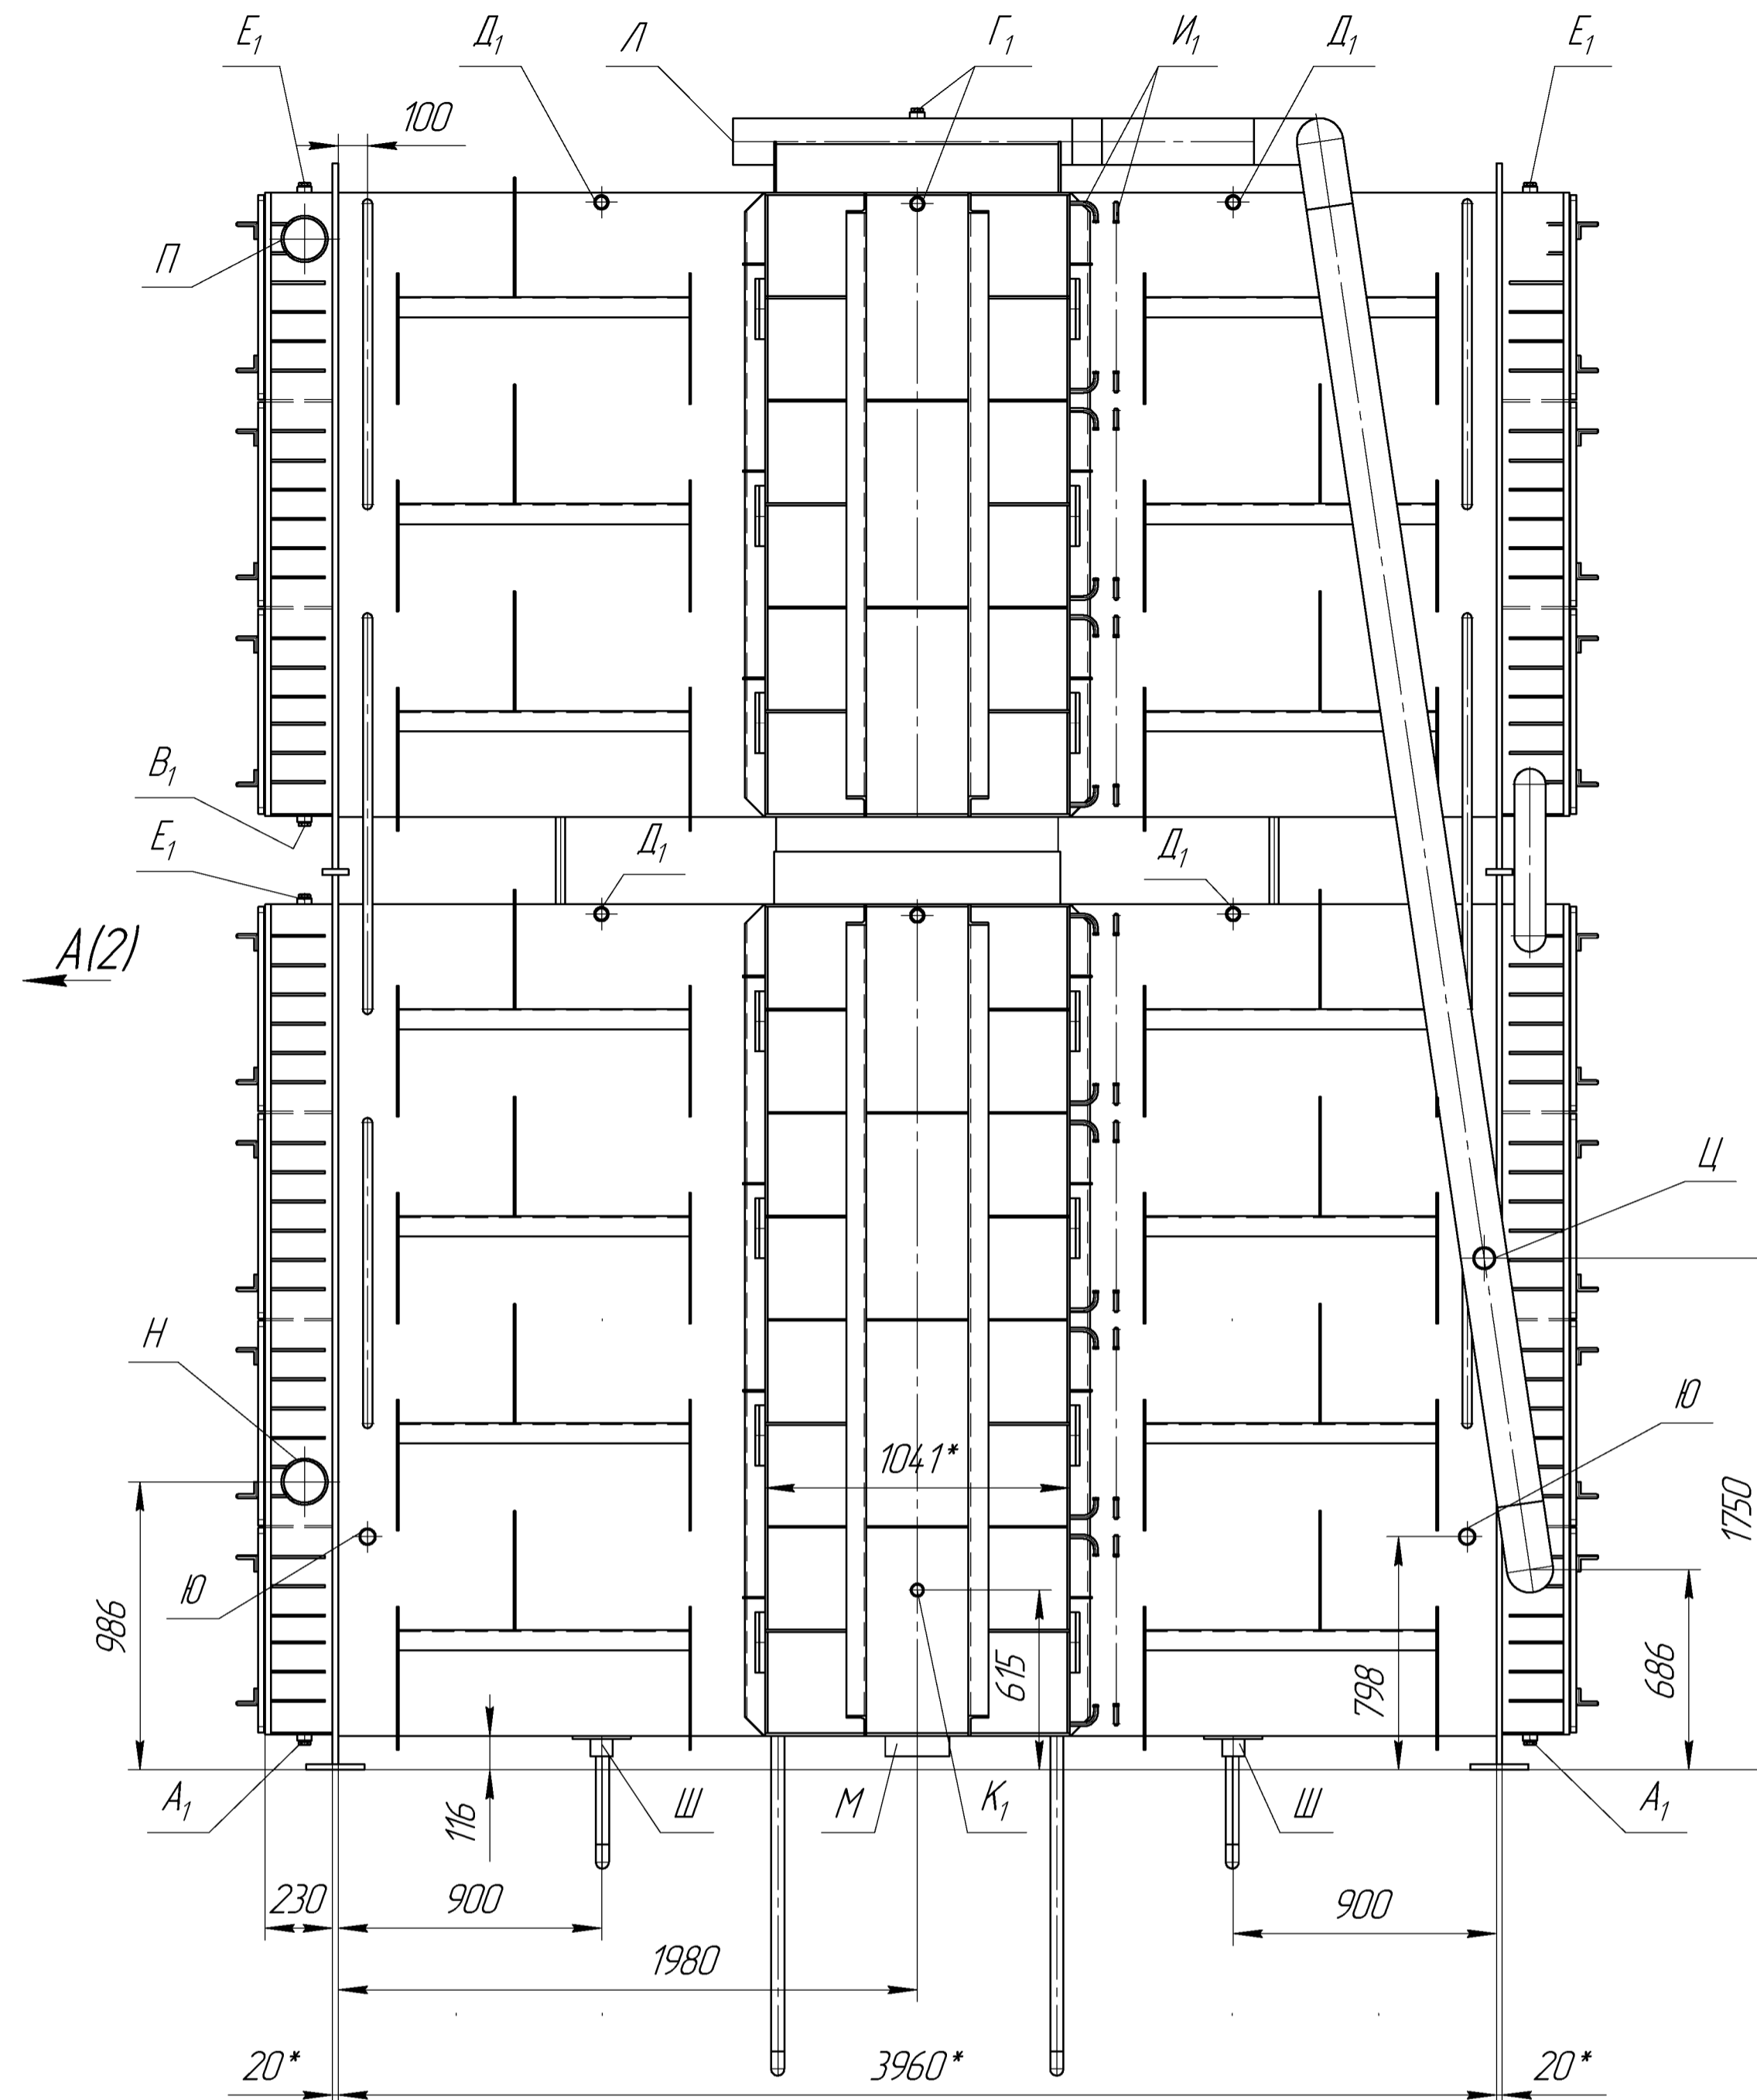 Е₁ Д₁ Л Г₁ И₁ Д₁ Е₁
100
П
В₁
Е₁ Д₁ Д₁
А(2)
Ц
Н
Ю
1041*
1750
Ю
986
615
798
686
А₁ 116 Ш М К₁ Ш А₁
230 900 900
1980
20* 3960* 20*